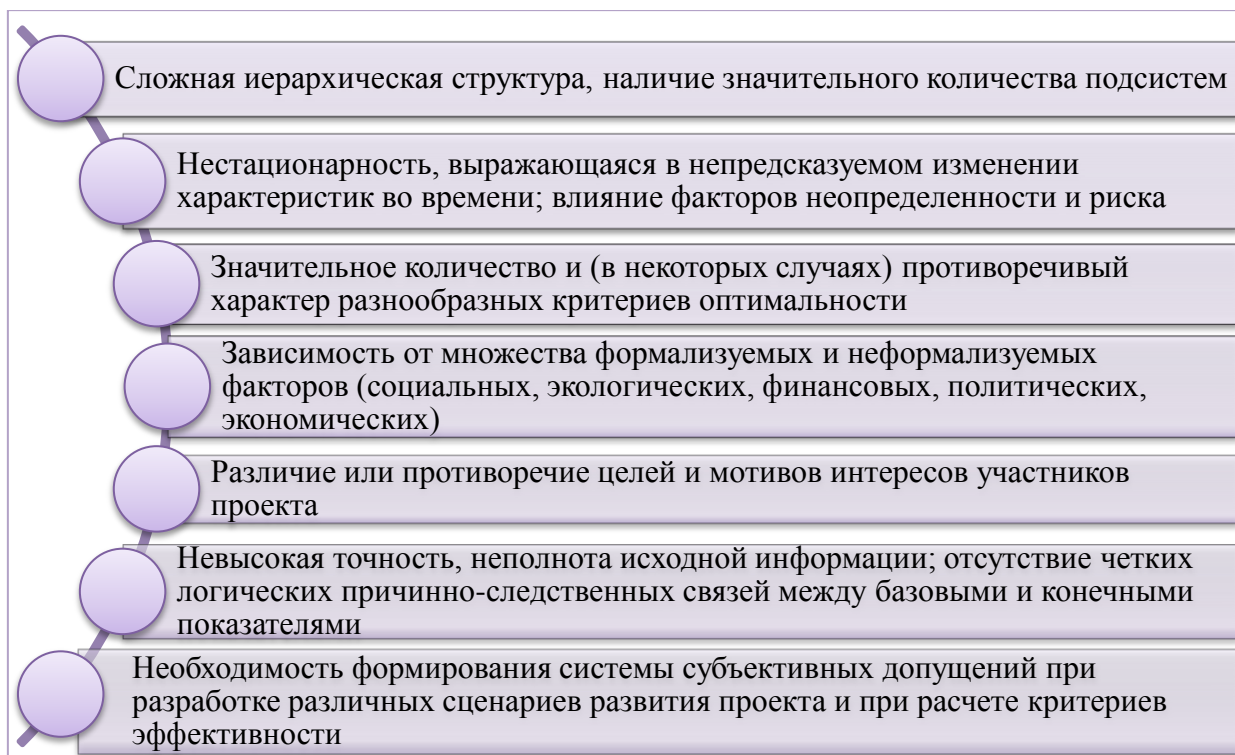 Сложная иерархическая структура, наличие значительного количества подсистем
Нестационарность, выражающаяся в непредсказуемом изменении
характеристик во времени; влияние факторов неопределенности и риска
Значительное количество и (в некоторых случаях) противоречивый
характер разнообразных критериев оптимальности
Зависимость от множества формализуемых и неформализуемых
факторов (социальных, экологических, финансовых, политических,
экономических)
Различие или противоречие целей и мотивов интересов участников
проекта
Невысокая точность, неполнота исходной информации; отсутствие четких
логических причинно-следственных связей между базовыми и конечными
показателями
Необходимость формирования системы субъективных допущений при
разработке различных сценариев развития проекта и при расчете критериев
эффективности